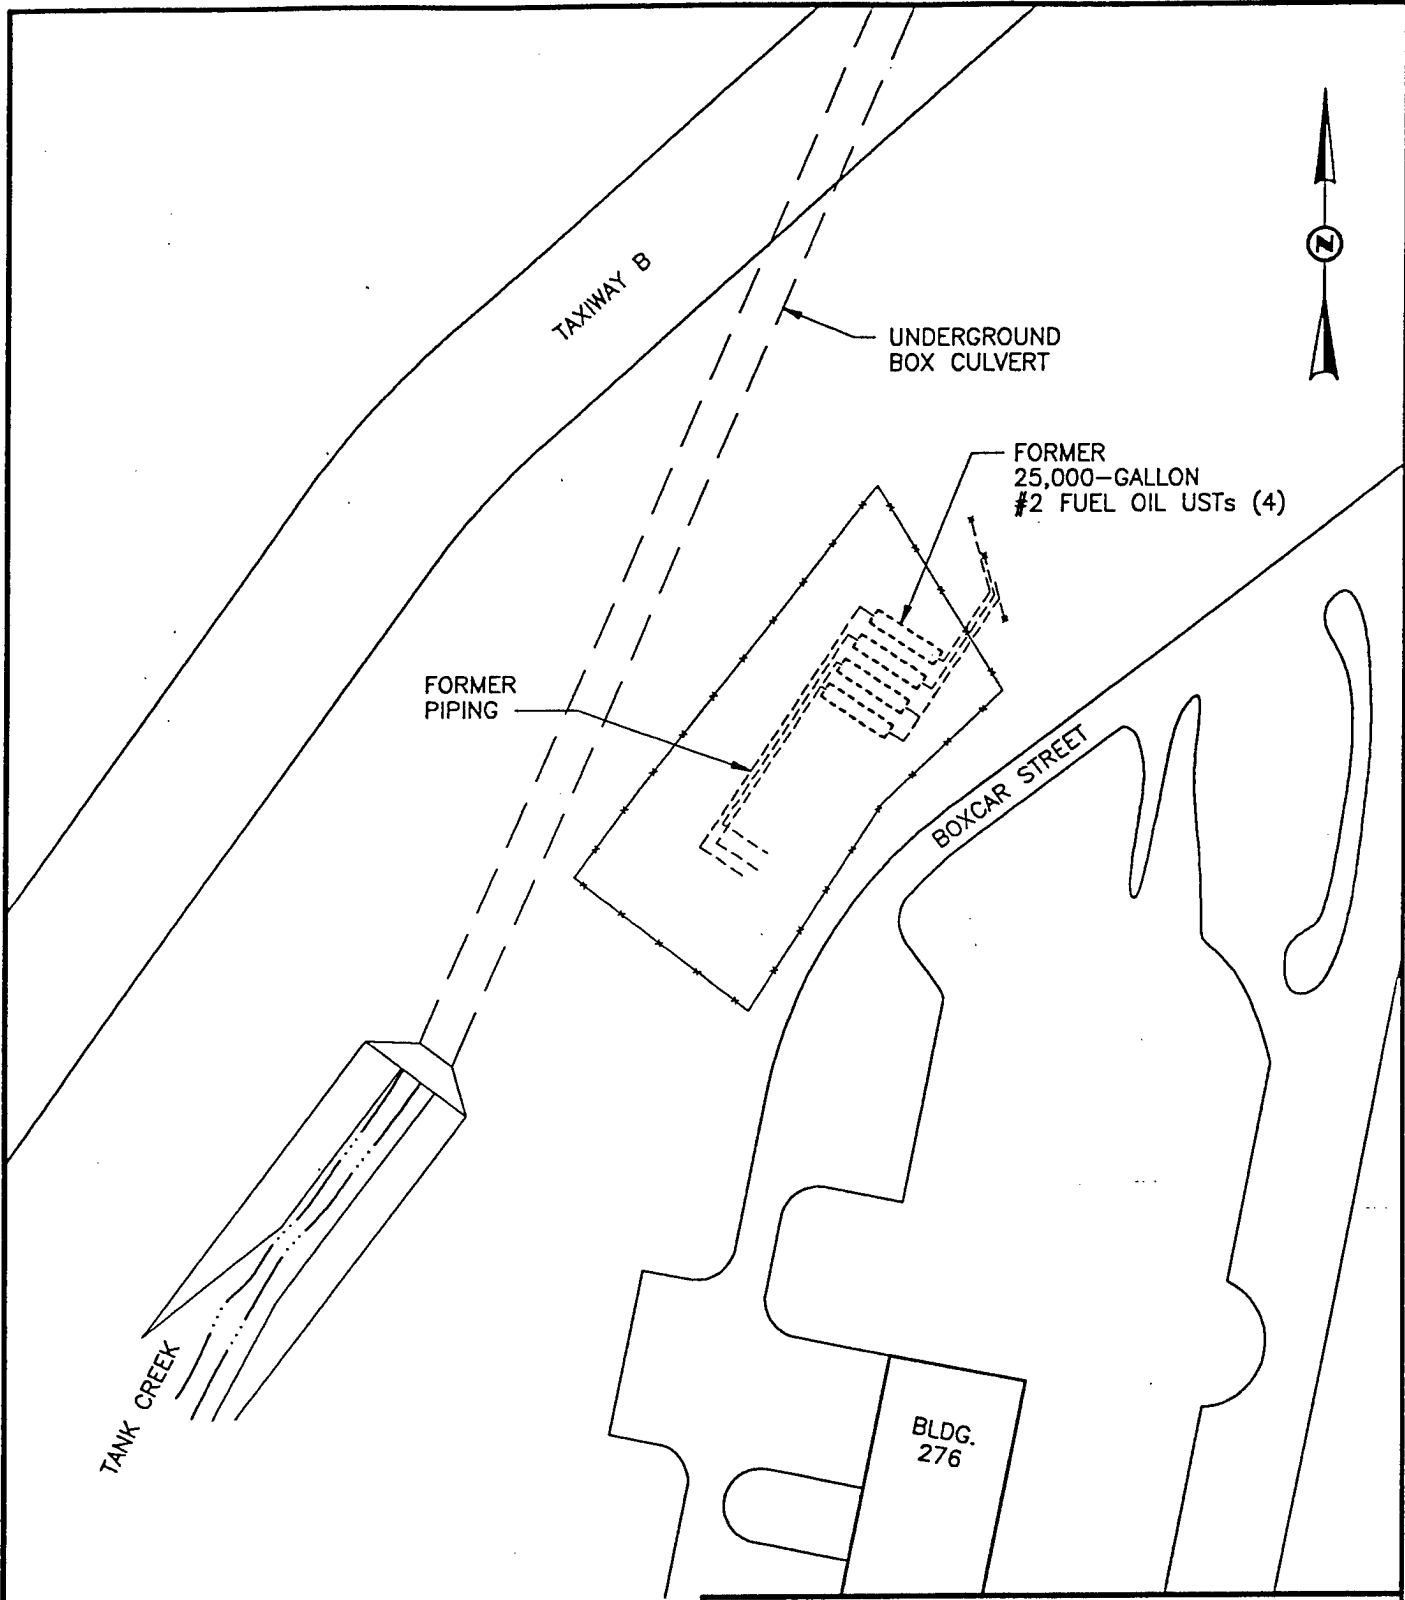 TAXIWAY B
N
UNDERGROUND
BOX CULVERT
FORMER
25,000-GALLON
#2 FUEL OIL USTs (4)
FORMER
PIPING
BOXCAR STREET
TANK CREEK
BLDG.
276